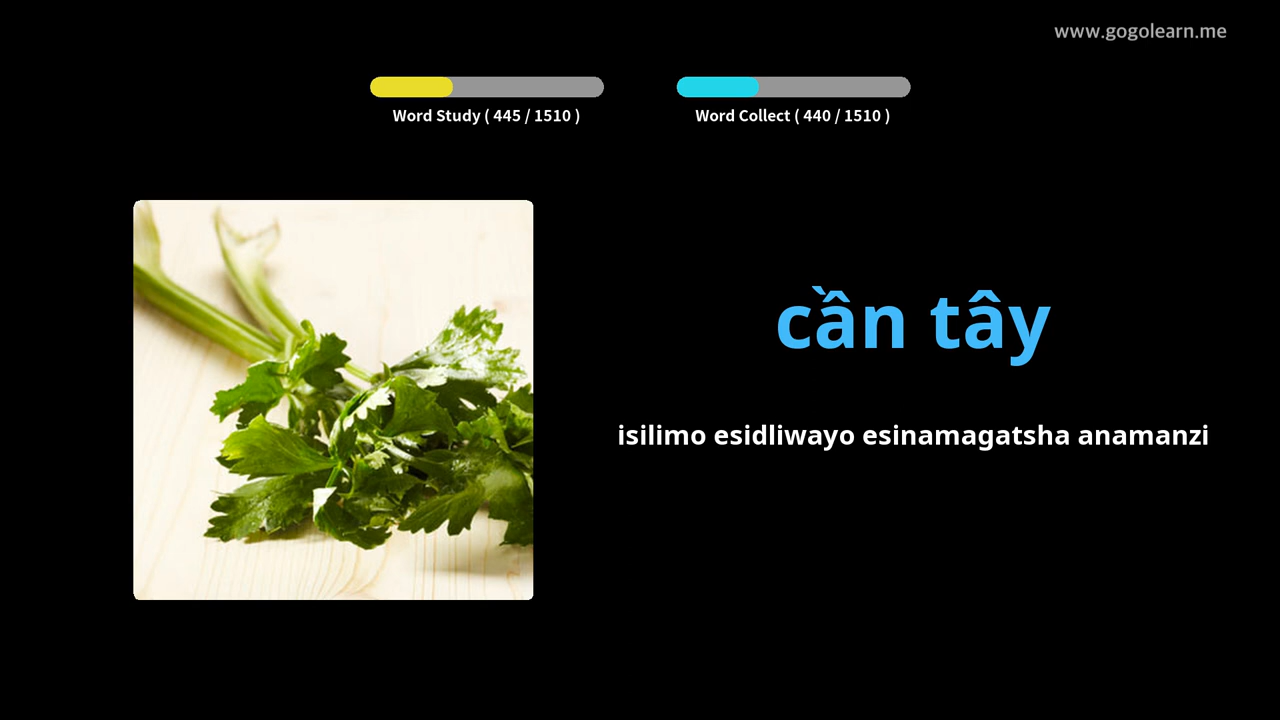 www.gogolearn.me
Word Study ( 445 / 1510 )
Word Collect ( 440 / 1510 )
cần tây
isilimo esidliwayo esinamagatsha anamanzi